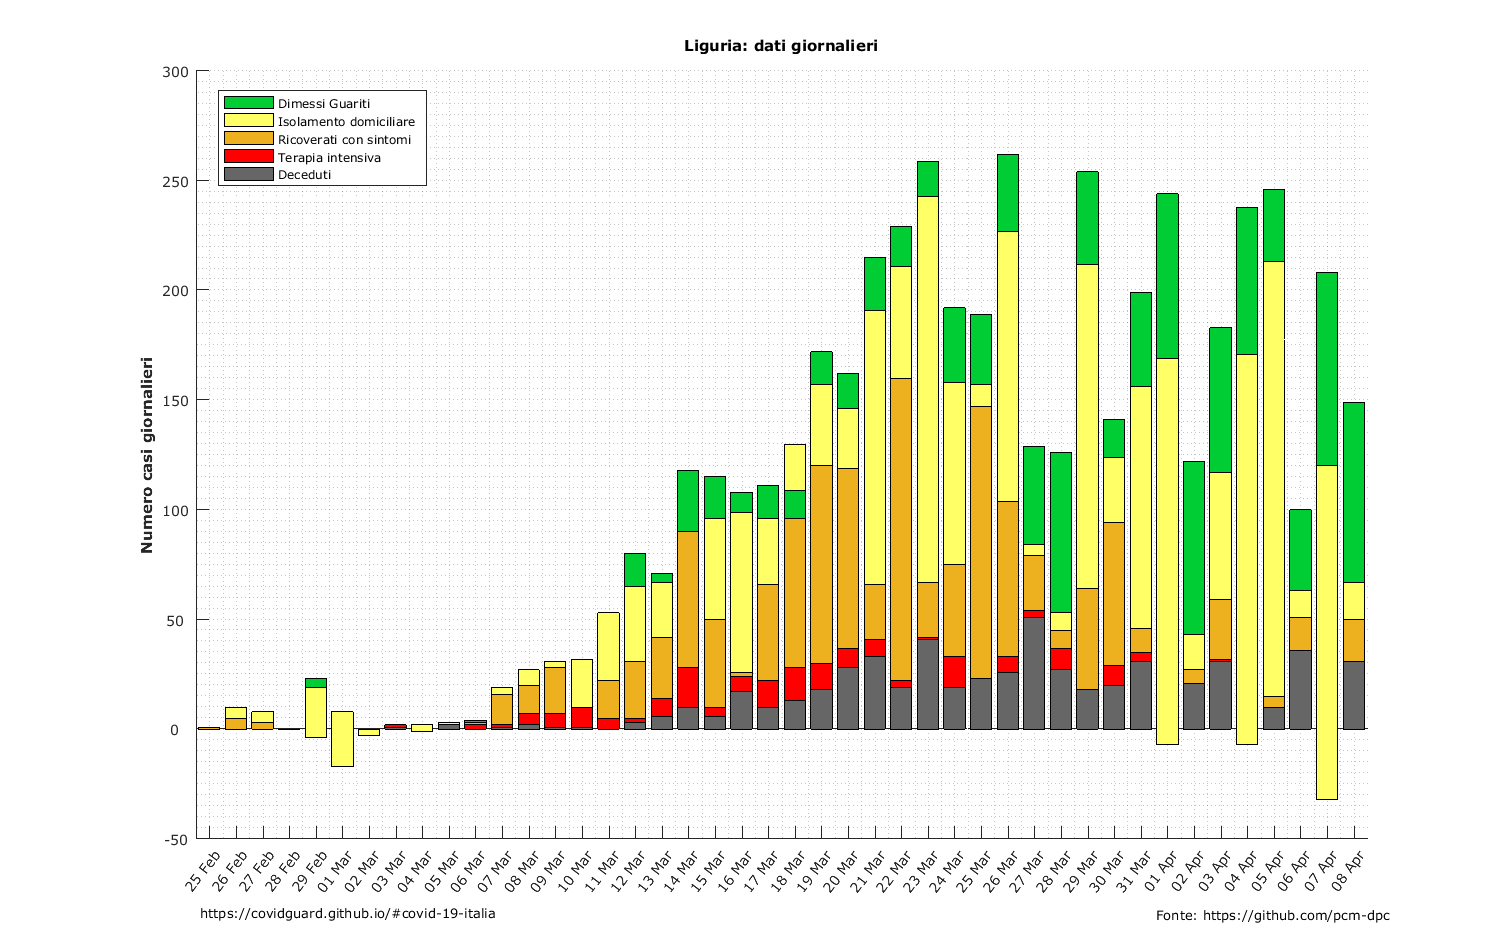 Liguria: dati giornalieri
300
250
200
150
100
50
0
-50
Numero casi giornalieri
Dimessi Guariti
Isolamento domiciliare
Ricoverati con sintomi
Terapia intensiva
Deceduti
25 Feb
26 Feb
27 Feb
28 Feb
29 Feb
01 Mar
02 Mar
03 Mar
04 Mar
05 Mar
06 Mar
07 Mar
08 Mar
09 Mar
10 Mar
11 Mar
12 Mar
13 Mar
14 Mar
15 Mar
16 Mar
17 Mar
18 Mar
19 Mar
20 Mar
21 Mar
22 Mar
23 Mar
24 Mar
25 Mar
26 Mar
27 Mar
28 Mar
29 Mar
30 Mar
31 Mar
01 Apr
02 Apr
03 Apr
04 Apr
05 Apr
06 Apr
07 Apr
08 Apr
https://covidguard.github.io/#covid-19-italia
Fonte: https://github.com/pcm-dpc